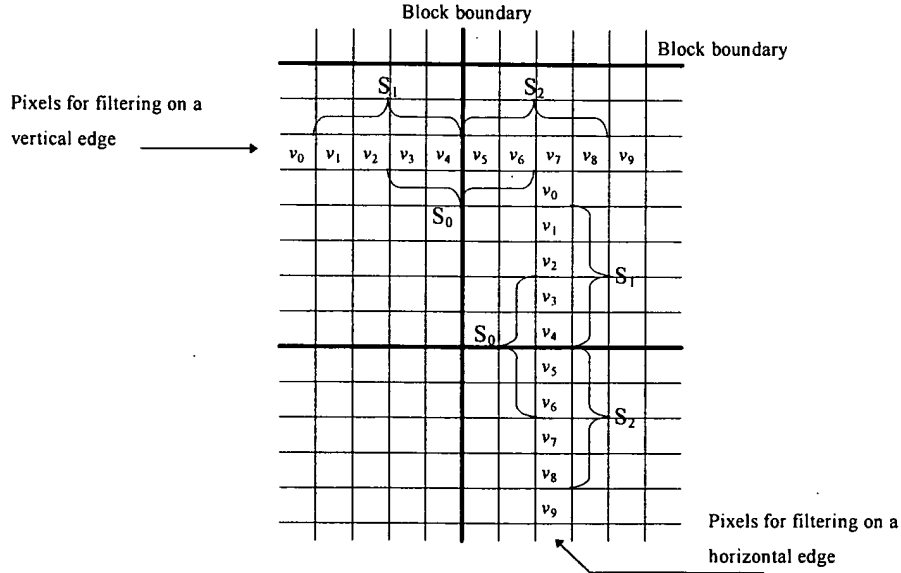 Block boundary
Block boundary
S1 S2
Pixels for filtering on a
vertical edge
v0 v1 v2 v3 v4 v5 v6 v7 v8 v9
v0
S0
v1
v2
S1
v3
S0 v4
v5
v6
S2
v7
v8
v9
Pixels for filtering on a
horizontal edge